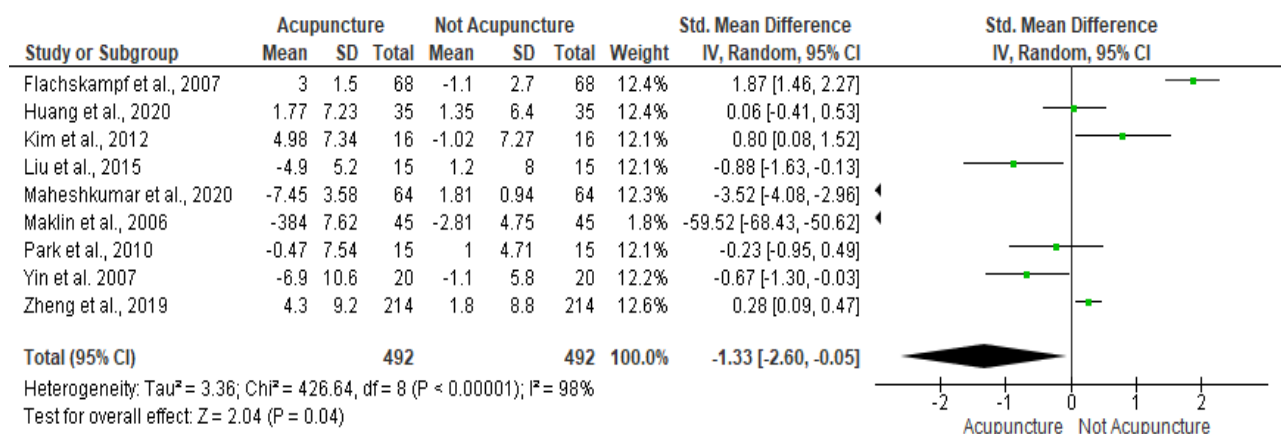 Acupuncture Not Acupuncture Std. Mean Difference Std. Mean Difference
Study or Subgroup Mean SD Total Mean SD Total Weight IV, Random, 95% CI IV, Random, 95% CI
Flachskampf et al., 2007 3 1.5 68 -1.1 2.7 68 12.4% 1.87 [1.46, 2.27]
Huang et al., 2020 1.77 7.23 35 1.35 6.4 35 12.3% 0.06 [-0.41, 0.53]
Kim et al., 2012 4.98 7.34 16 -1.02 7.27 16 12.1% 0.80 [0.08, 1.52]
Liu et al., 2015 -4.9 5.2 15 1.2 8 15 12.1% -0.88 [-1.63, -0.13]
Maheshkumar et al., 2020 -7.45 3.58 64 1.81 0.94 64 12.3% -3.52 [-4.08, -2.96]
Maklin et al., 2006 -384 7.62 45 -2.81 4.75 45 1.8% -59.52 [-68.43, -50.62]
Park et al., 2010 -0.47 7.54 15 1 4.71 15 12.1% -0.23 [-0.95, 0.49]
Yin et al. 2007 -6.9 10.6 20 -1.1 5.8 20 12.2% -0.67 [-1.30, -0.03]
Zheng et al., 2019 4.3 9.2 214 1.8 8.8 214 12.6% 0.28 [0.09, 0.47]
Total (95% CI) 492 492 100.0% -1.33 [-2.60, -0.05]
Heterogeneity: Tau² = 3.36; Chi² = 426.64, df = 8 (P < 0.00001); I² = 98%
Test for overall effect: Z = 2.04 (P = 0.04)
-2 -1 0 1 2
Acupuncture Not Acupuncture